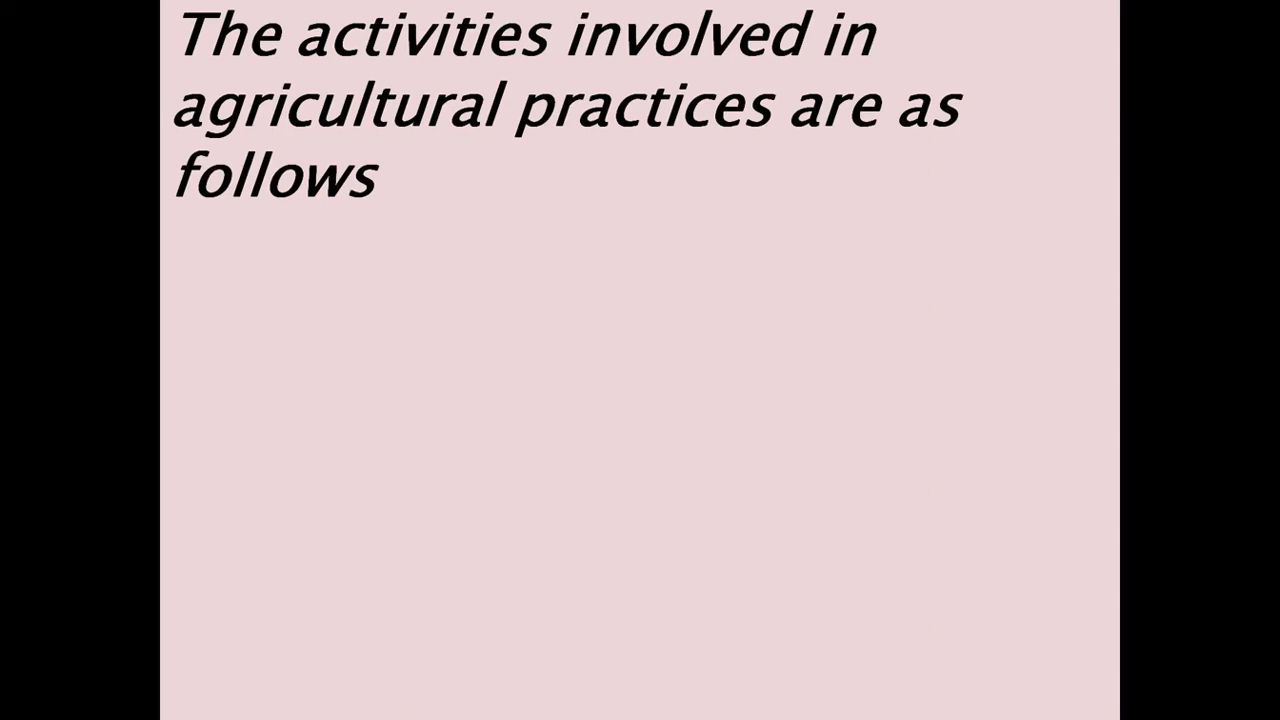 The activities involved in
agricultural practices are as
follows